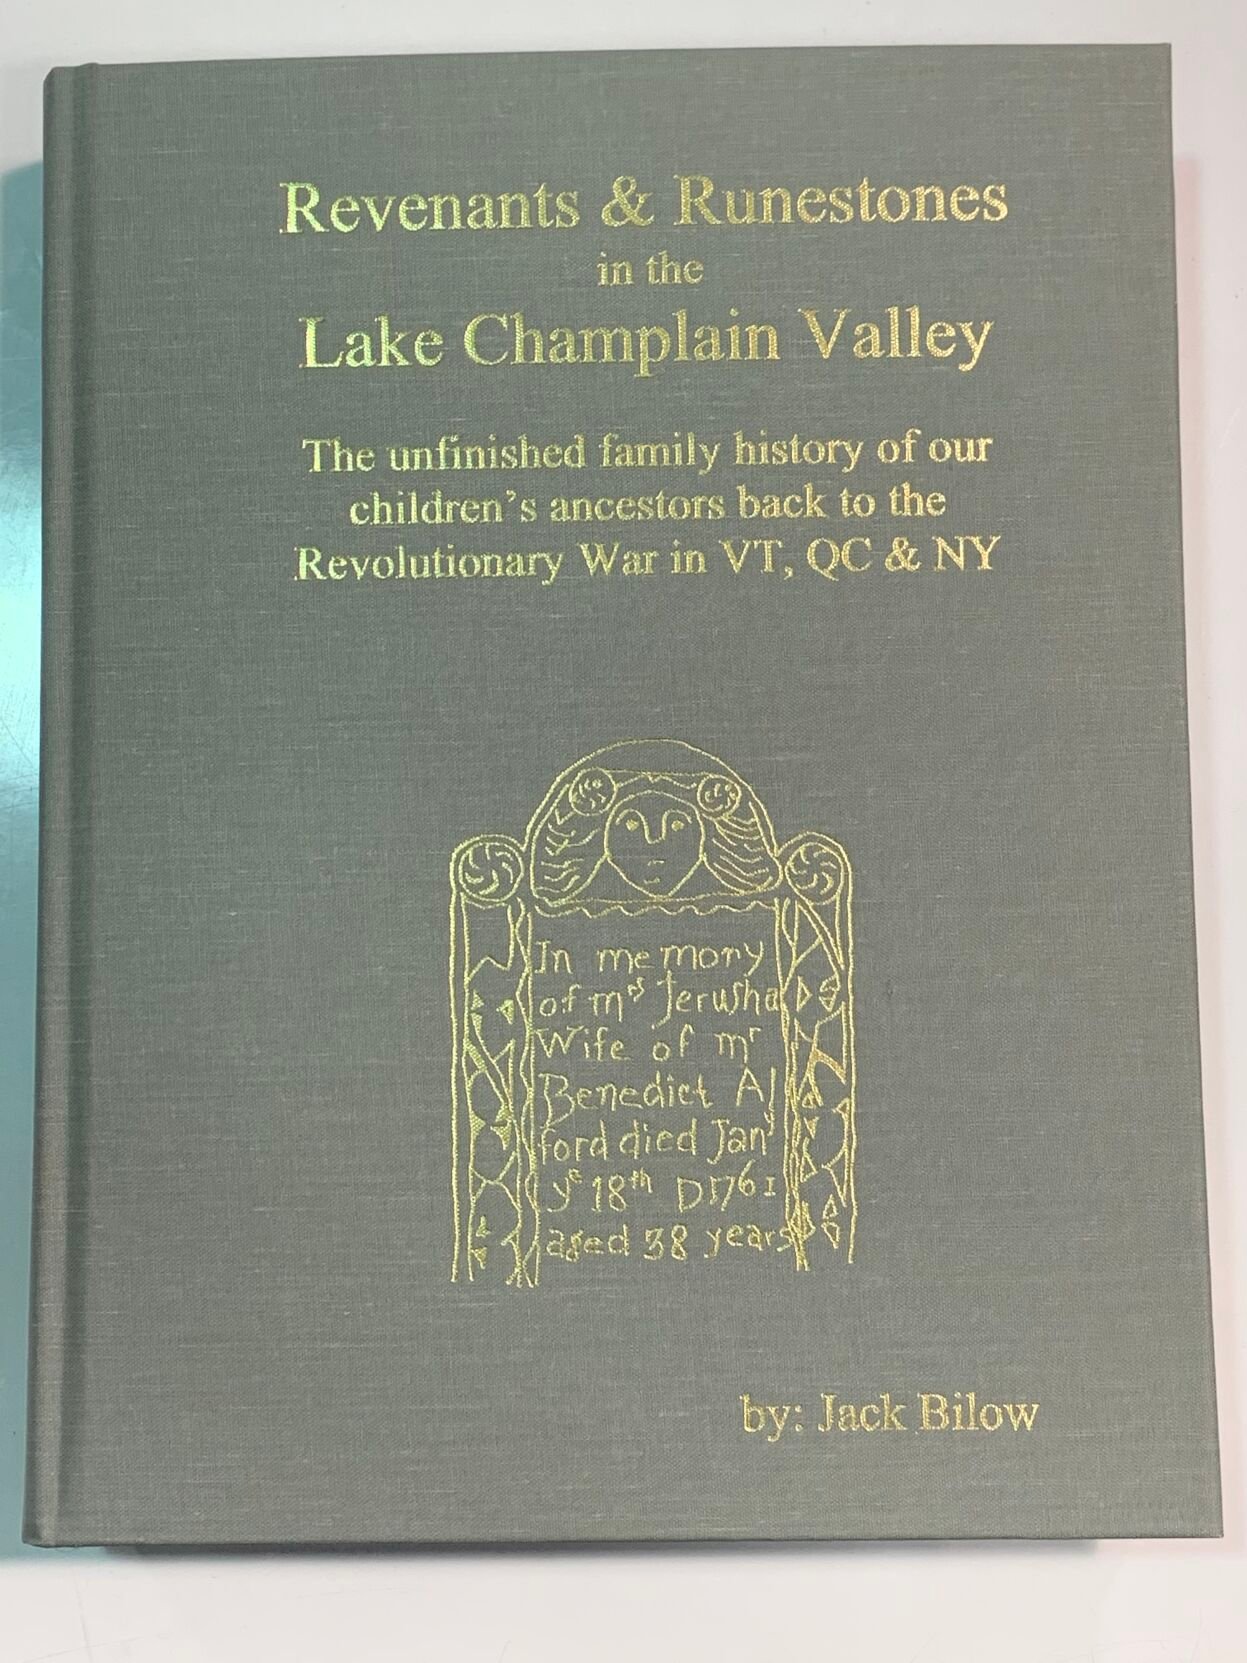 Revenants & Runestones
in the
Lake Champlain Valley
The unfinished family history of our
children's ancestors back to the
Revolutionary War in VT, QC & NY
In memory
of mrs Jerusha
Wife of mr
Benedict Al
ford died Jany
ye 18th D1761
aged 38 years
by: Jack Bilow